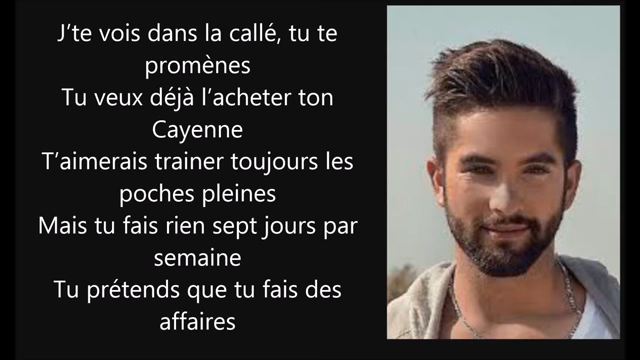 J’te vois dans la callé, tu te
promènes
Tu veux déjà l’acheter ton
Cayenne
T’aimerais trainer toujours les
poches pleines
Mais tu fais rien sept jours par
semaine
Tu prétends que tu fais des
affaires